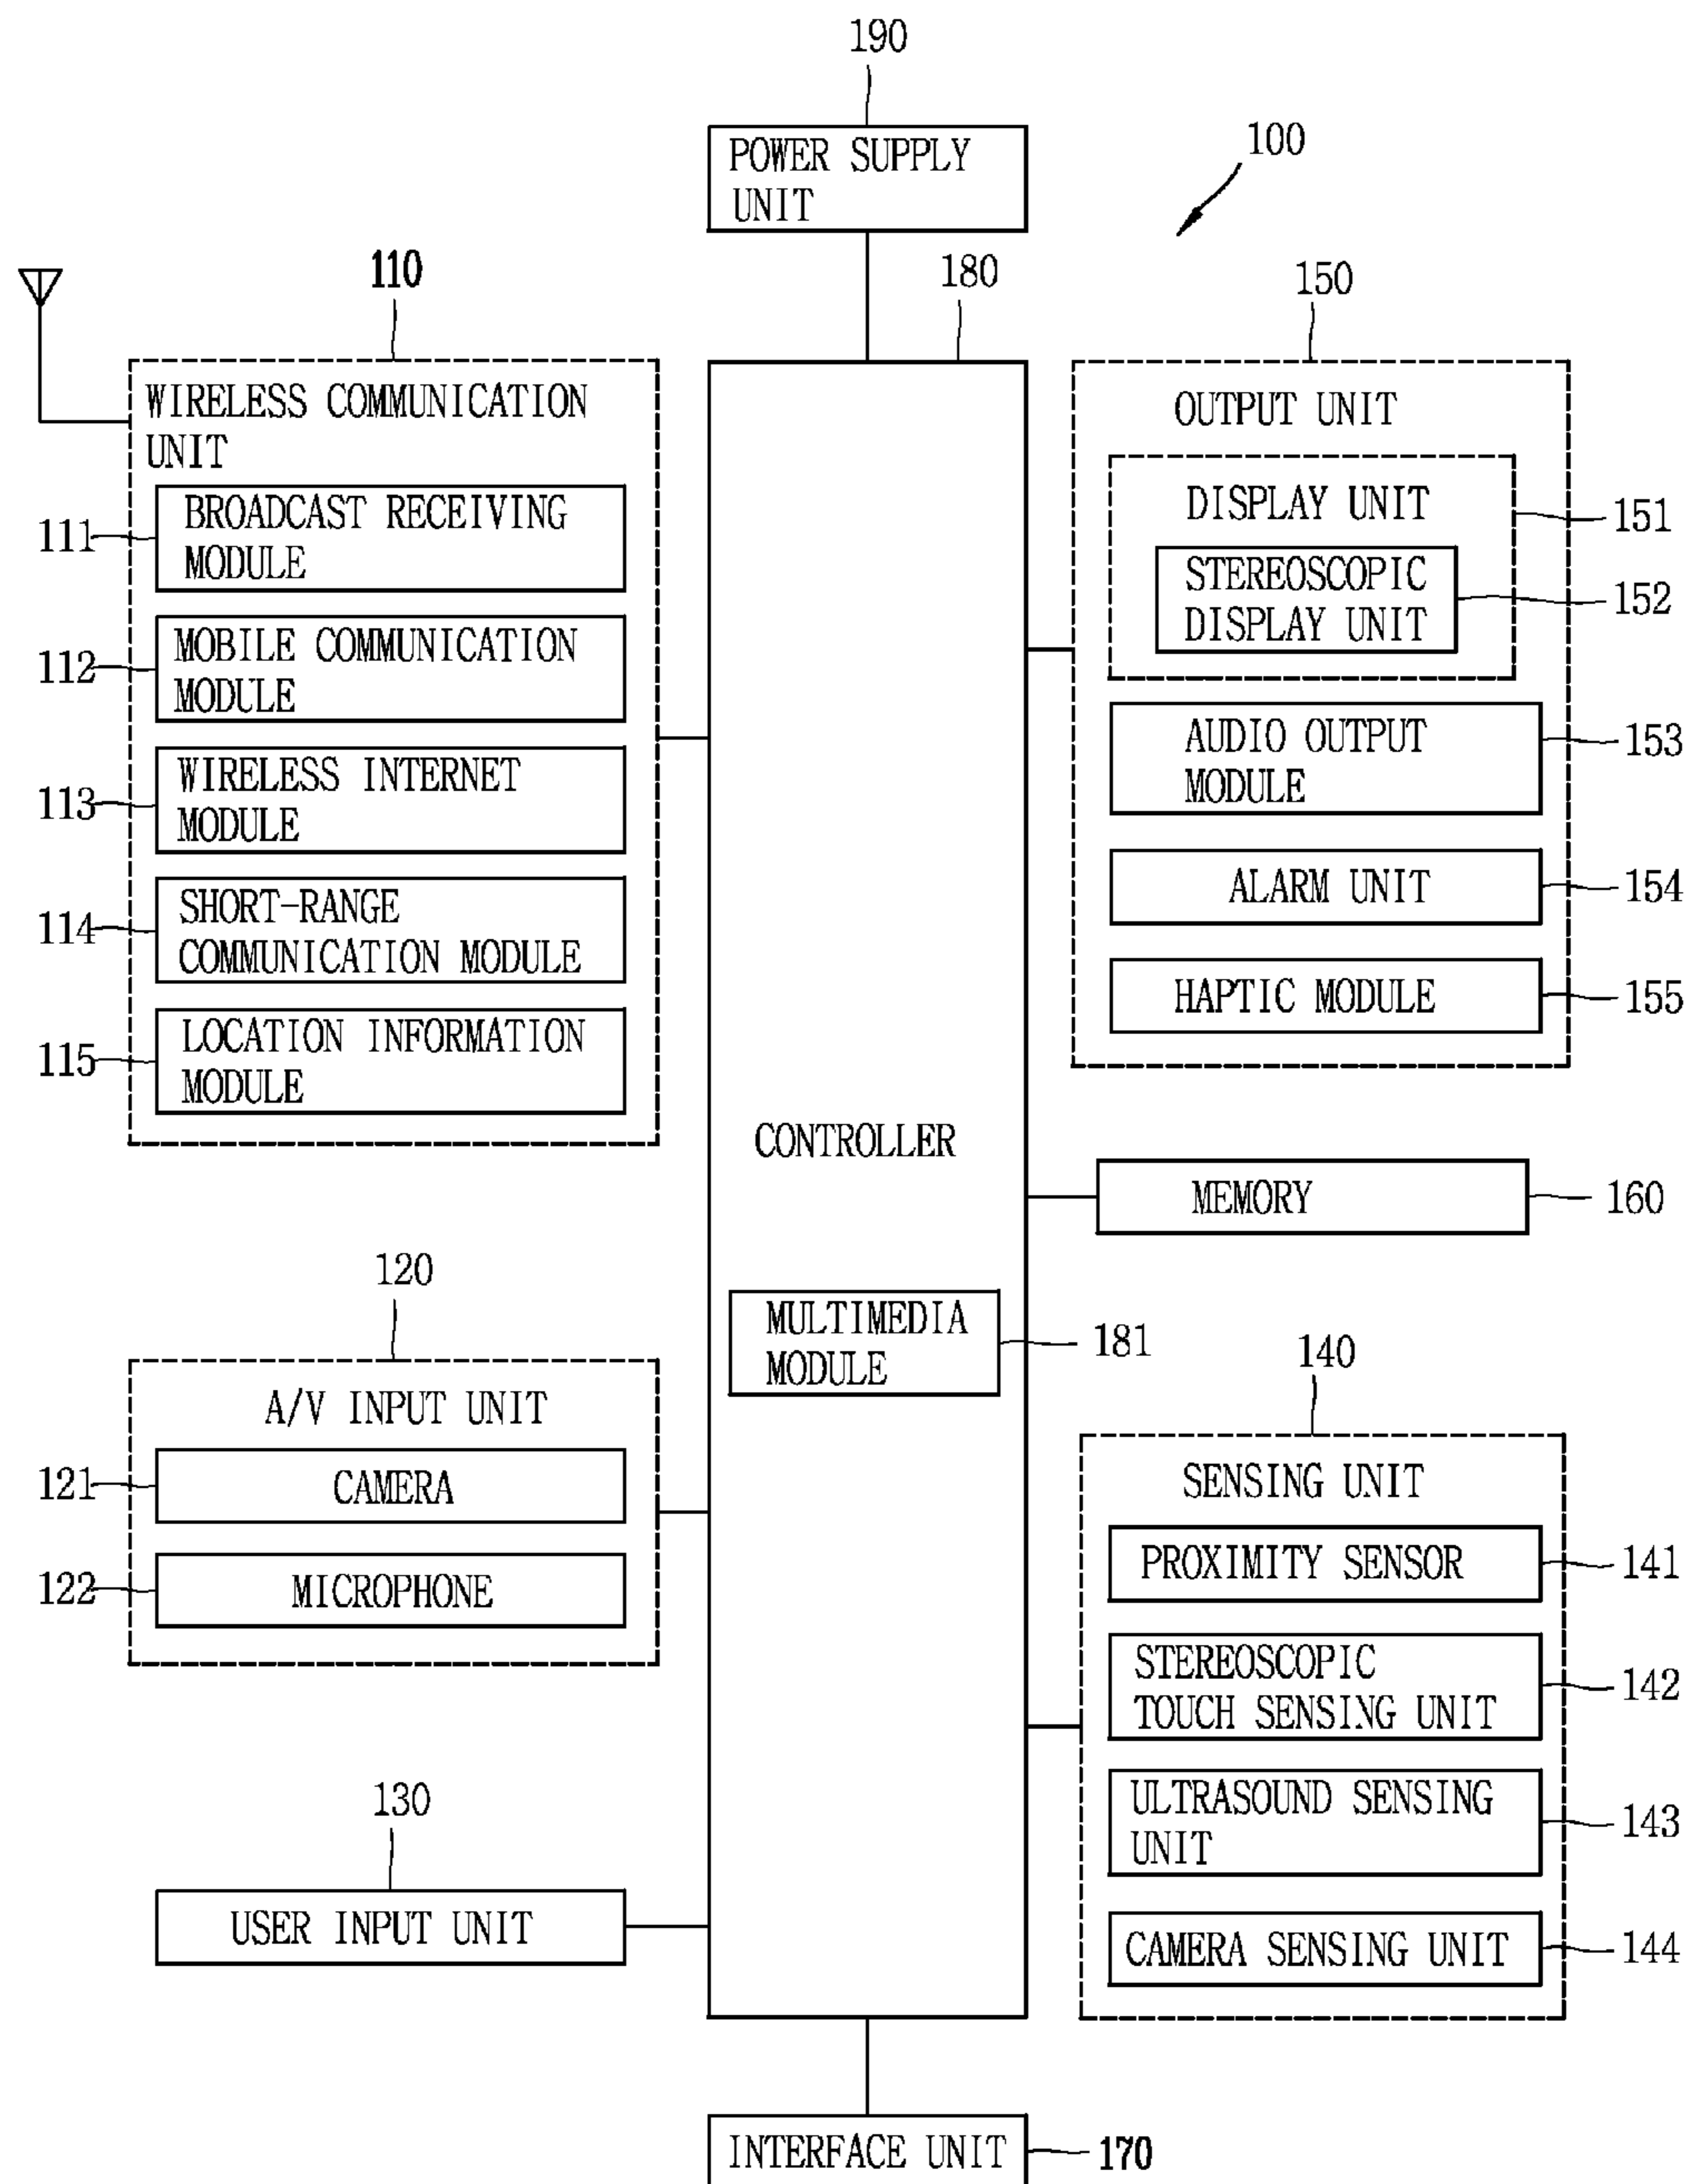 190
POWER SUPPLY
UNIT
100
110
180
150
WIRELESS COMMUNICATION
UNIT
111
BROADCAST RECEIVING
MODULE
112
MOBILE COMMUNICATION
MODULE
113
WIRELESS INTERNET
MODULE
114
SHORT-RANGE
COMMUNICATION MODULE
115
LOCATION INFORMATION
MODULE
120
A/V INPUT UNIT
121
CAMERA
122
MICROPHONE
130
USER INPUT UNIT
CONTROLLER
MULTIMEDIA
MODULE
181
OUTPUT UNIT
DISPLAY UNIT
151
STEREOSCOPIC
DISPLAY UNIT
152
AUDIO OUTPUT
MODULE
153
ALARM UNIT
154
HAPTIC MODULE
155
MEMORY
160
140
SENSING UNIT
PROXIMITY SENSOR
141
STEREOSCOPIC
TOUCH SENSING UNIT
142
ULTRASOUND SENSING
UNIT
143
CAMERA SENSING UNIT
144
INTERFACE UNIT
170